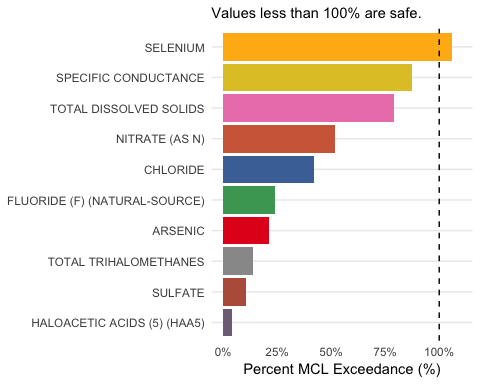 Values less than 100% are safe.
SELENIUM
SPECIFIC CONDUCTANCE
TOTAL DISSOLVED SOLIDS
NITRATE (AS N)
CHLORIDE
FLUORIDE (F) (NATURAL-SOURCE)
ARSENIC
TOTAL TRIHALOMETHANES
SULFATE
HALOACETIC ACIDS (5) (HAA5)
0% 25% 50% 75% 100%
Percent MCL Exceedance (%)